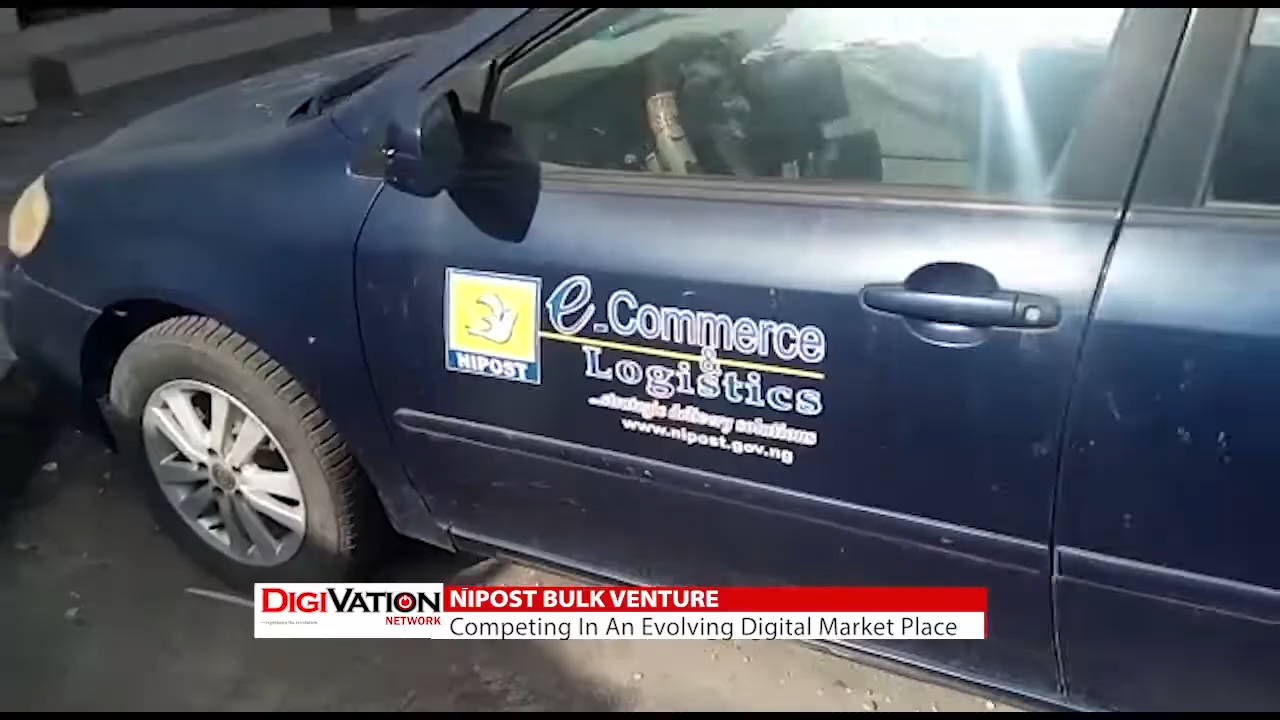 NIPOST
e-Commerce
&
Logistics
...strategic delivery solutions
www.nipost.gov.ng
DIGIVATION
NETWORK
NIPOST BULK VENTURE
Competing In An Evolving Digital Market Place